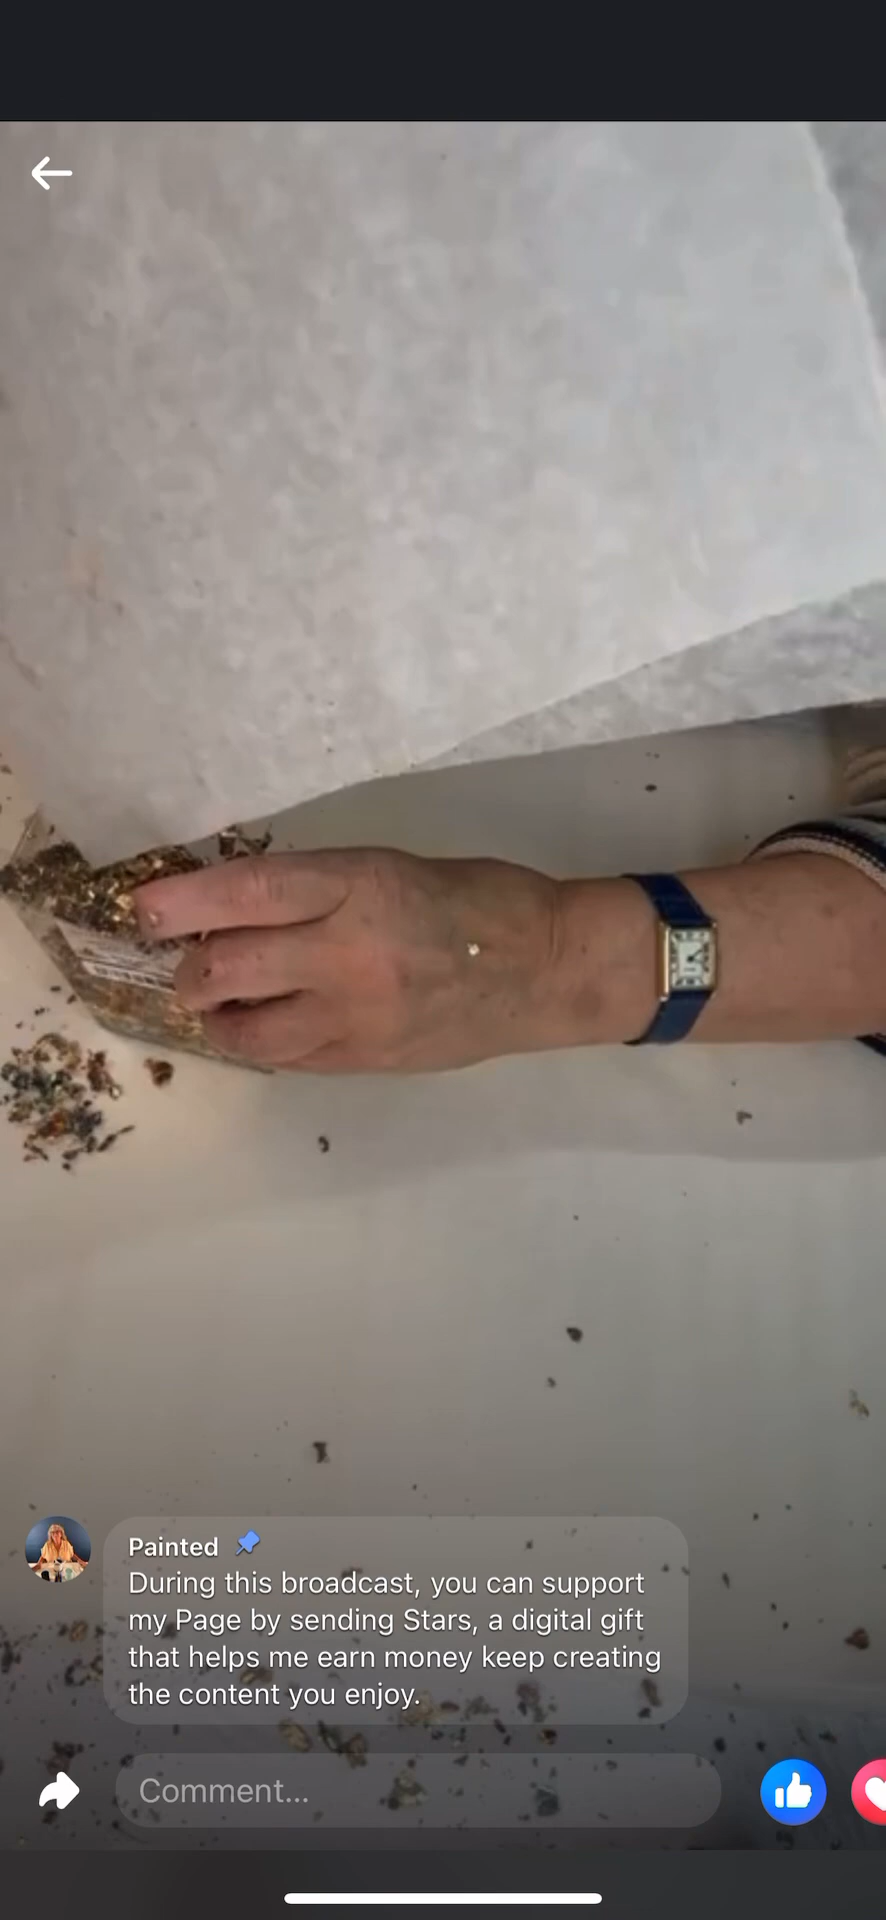 Painted
During this broadcast, you can support
my Page by sending Stars, a digital gift
that helps me earn money keep creating
the content you enjoy.
Comment...